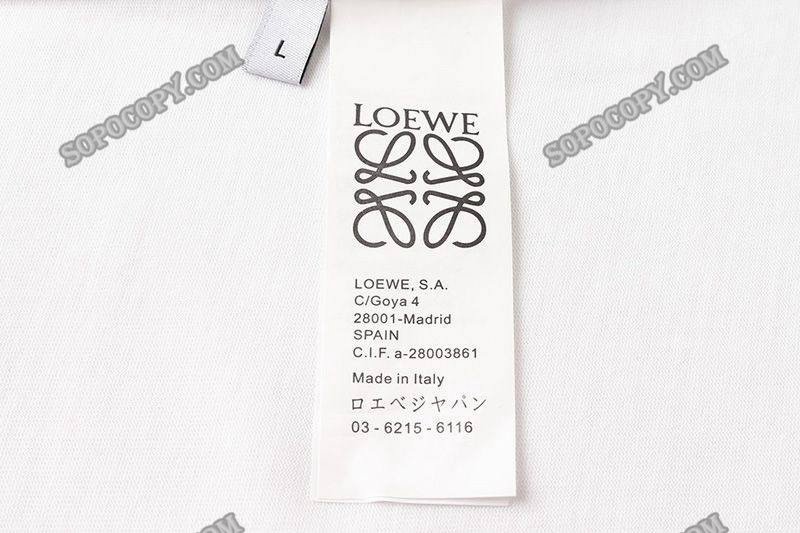 L
LOEWE
LOEWE, S.A.
C/Goya 4
28001-Madrid
SPAIN
C.I.F. a-28003861
Made in Italy
ロエベジヤパン
03 - 6215 - 6116
SOPOCOPY.COM
SOPOCOPY.COM